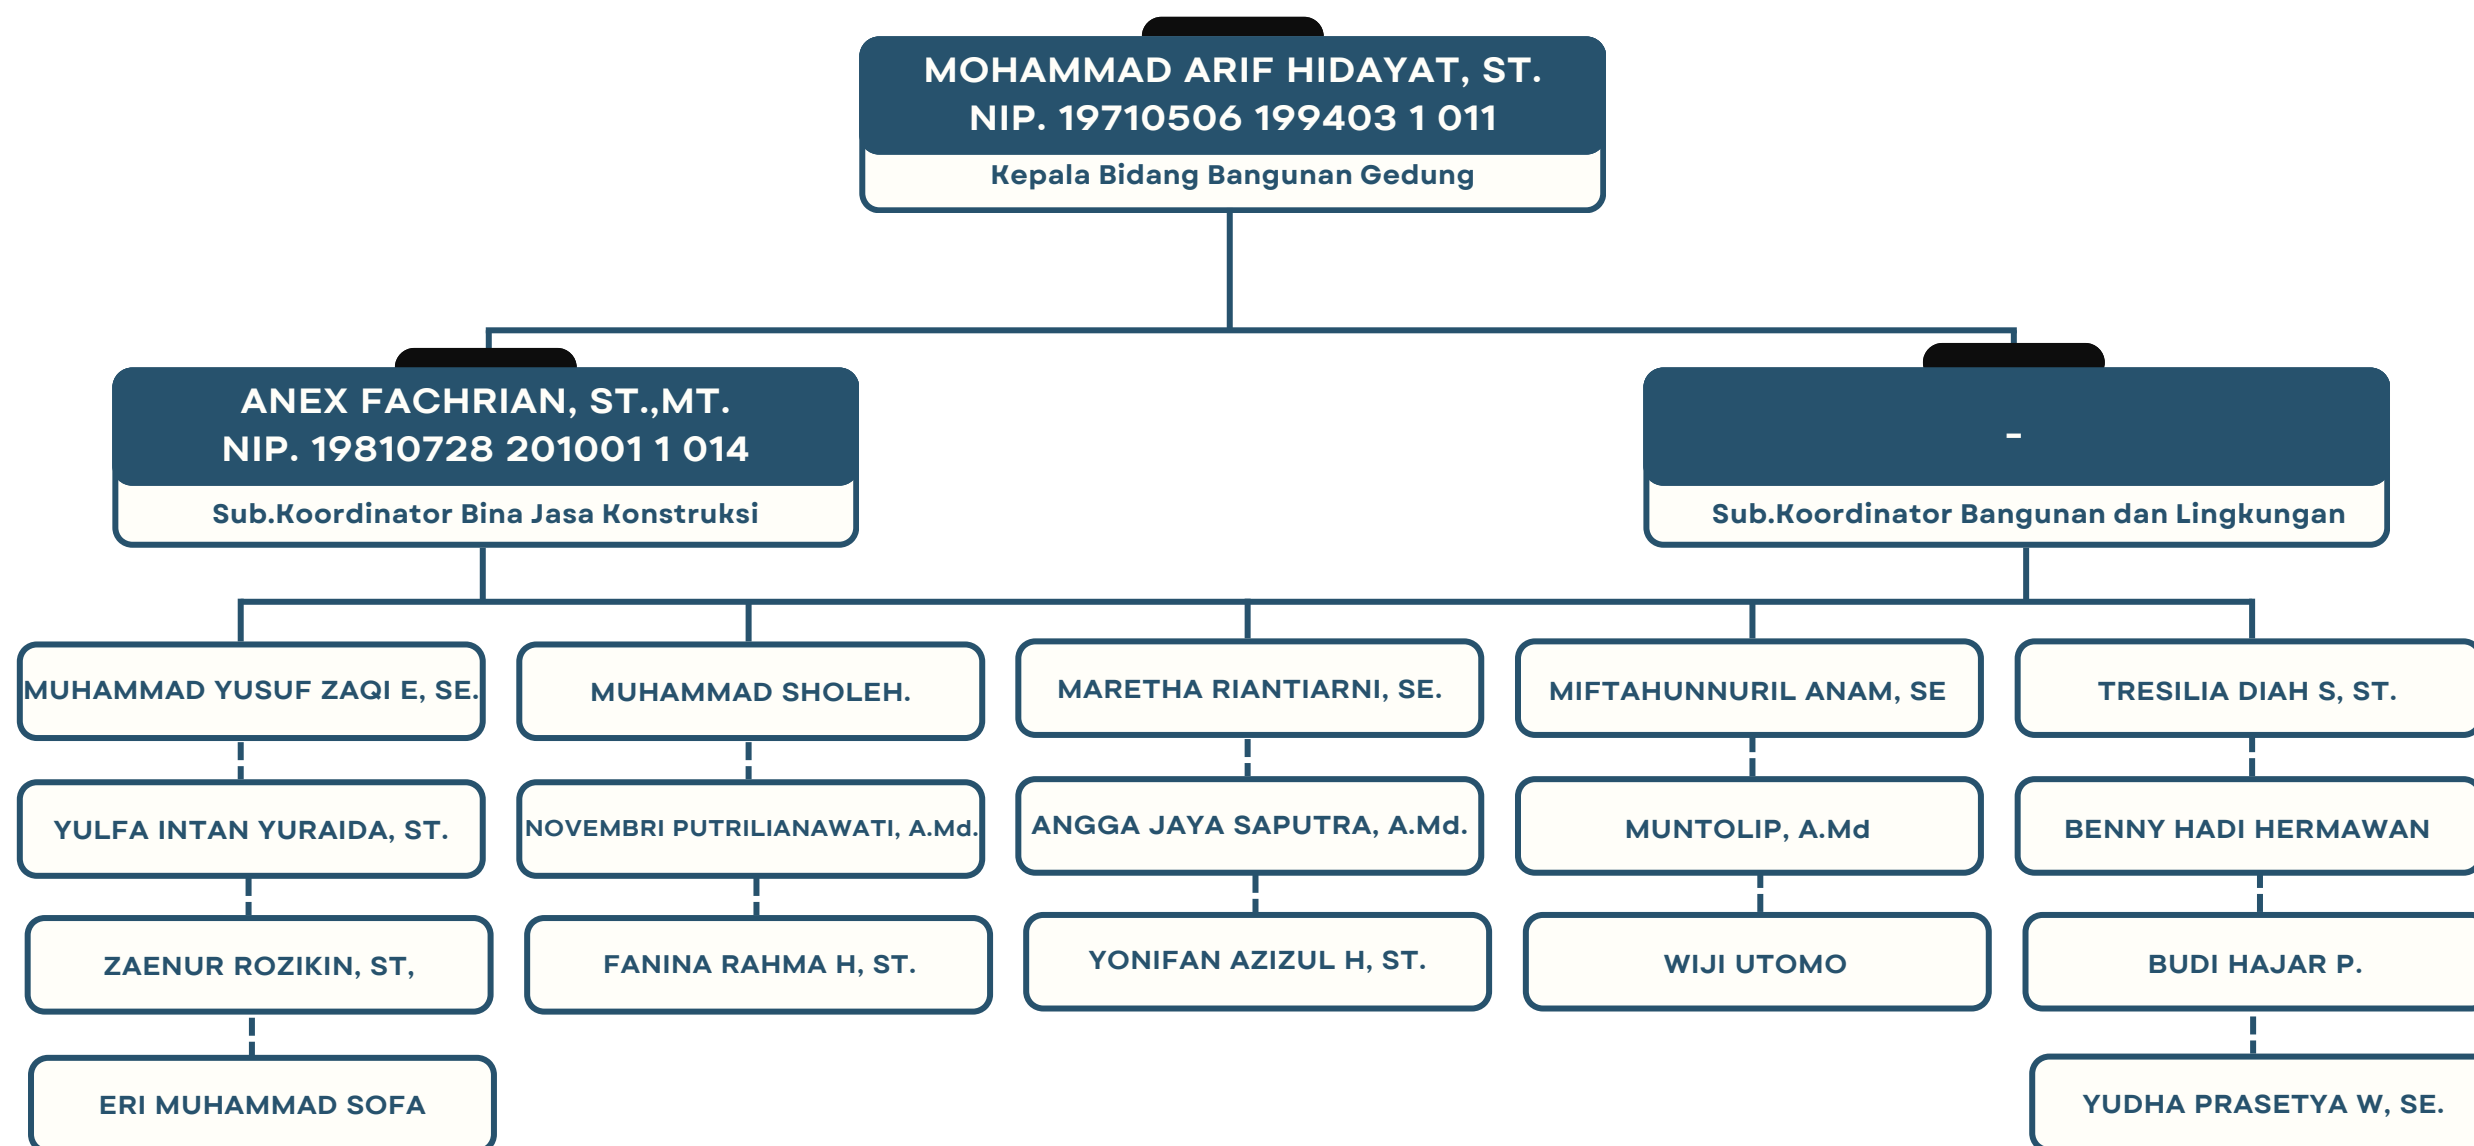 MOHAMMAD ARIF HIDAYAT, ST.
NIP. 19710506 199403 1 011
Kepala Bidang Bangunan Gedung
ANEX FACHRIAN, ST.,MT.
NIP. 19810728 201001 1 014
Sub.Koordinator Bina Jasa Konstruksi
-
Sub.Koordinator Bangunan dan Lingkungan
MUHAMMAD YUSUF ZAQI E, SE.
MUHAMMAD SHOLEH.
MARETHA RIANTIARNI, SE.
MIFTAHUNNURIL ANAM, SE
TRESILIA DIAH S, ST.
YULFA INTAN YURAIDA, ST.
NOVEMBRI PUTRILIANAWATI, A.Md.
ANGGA JAYA SAPUTRA, A.Md.
MUNTOLIP, A.Md
BENNY HADI HERMAWAN
ZAENUR ROZIKIN, ST,
FANINA RAHMA H, ST.
YONIFAN AZIZUL H, ST.
WIJI UTOMO
BUDI HAJAR P.
ERI MUHAMMAD SOFA
YUDHA PRASETYA W, SE.